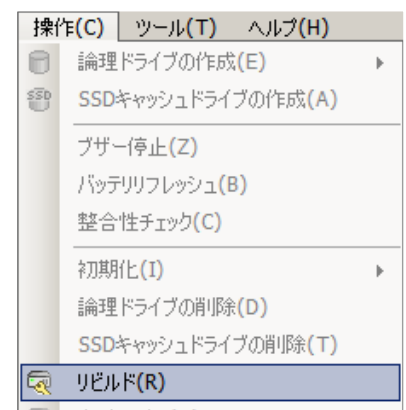 操作(C) ツール(T) ヘルプ(H)
論理ドライブの作成(E)
SSD SSDキャッシュドライブの作成(A)
ブザー停止(Z)
バッテリリフレッシュ(B)
整合性チェック(C)
初期化(I)
論理ドライブの削除(D)
SSDキャッシュドライブの削除(T)
リビルド(R)